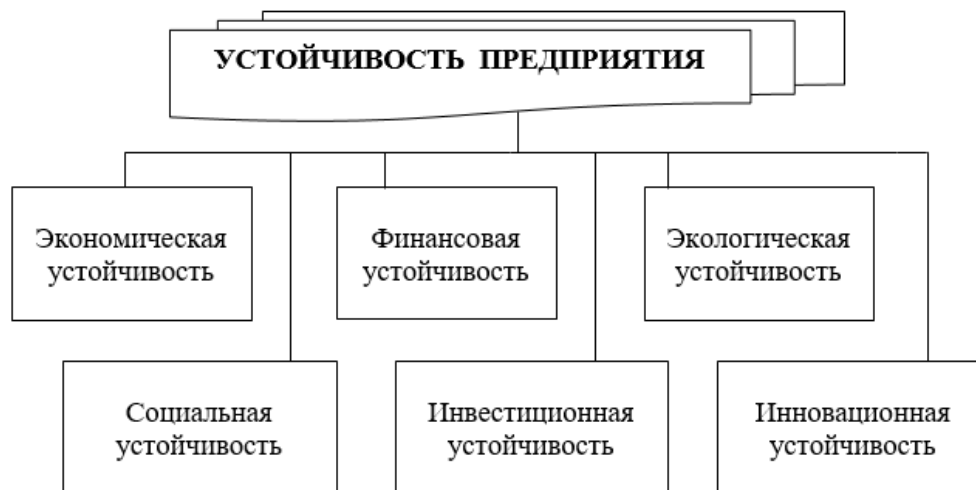 УСТОЙЧИВОСТЬ ПРЕДПРИЯТИЯ
Экономическая
устойчивость
Финансовая
устойчивость
Экологическая
устойчивость
Социальная
устойчивость
Инвестиционная
устойчивость
Инновационная
устойчивость